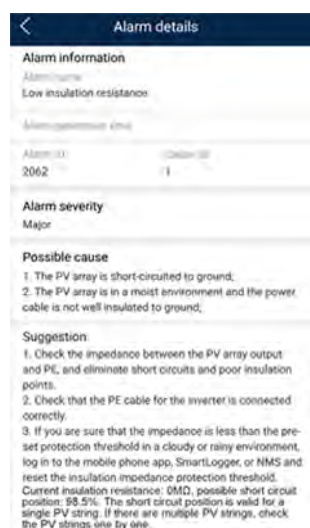 Alarm details
Alarm information
Alarm name
Low insulation resistance
Alarm ID
2062
1
Alarm severity
Major
Possible cause
1. The PV array is short-circuited to ground;
2. The PV array is in a moist environment and the power
cable is not well insulated to ground;
Suggestion
1. Check the impedance between the PV array output
and PE, and eliminate short circuits and poor insulation
points.
2. Check that the PE cable for the inverter is connected
correctly.
3. If you are sure that the impedance is less than the pre-
set protection threshold in a cloudy or rainy environment,
log in to the mobile phone app, SmartLogger, or NMS and
reset the insulation impedance protection threshold.
Current insulation resistance: 0MΩ, possible short circuit
position: 98.5%. The short circuit position is valid for a
single PV string. If there are multiple PV strings, check
the PV strings one by one.